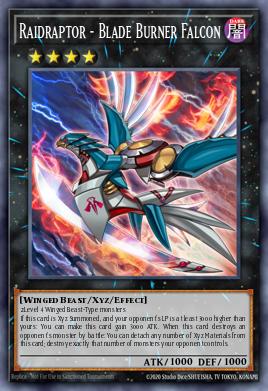 Raidraptor - Blade Burner Falcon
DARK
闇
[Winged Beast/Xyz/Effect]
2 Level 4 Winged Beast-Type monsters
If this card is Xyz Summoned, and your opponent's LP is at least 3000 higher than
yours: You can make this card gain 3000 ATK. When this card destroys an
opponent's monster by battle: You can detach any number of Xyz Materials from
this card; destroy exactly that number of monsters your opponent controls.
ATK/1000 DEF/1000
Replica - Not For Use in Sanctioned Tournaments
©2020 Studio Dice/SHUEISHA, TV TOKYO, KONAMI